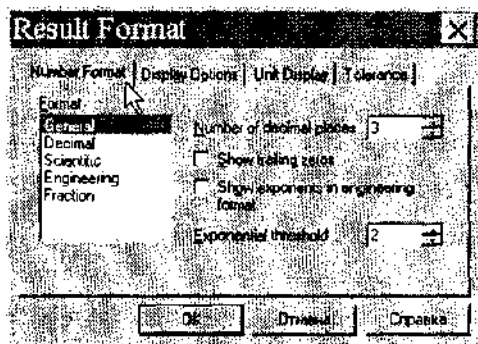 Result Format
Number Format Display Options Unit Display Tolerance
Format
General
Decimal
Scientific
Engineering
Fraction
Number of decimal places 3
Show trailing zeros
Show exponents in engineering
format
Exponential threshold 2
OK Отмена Справка